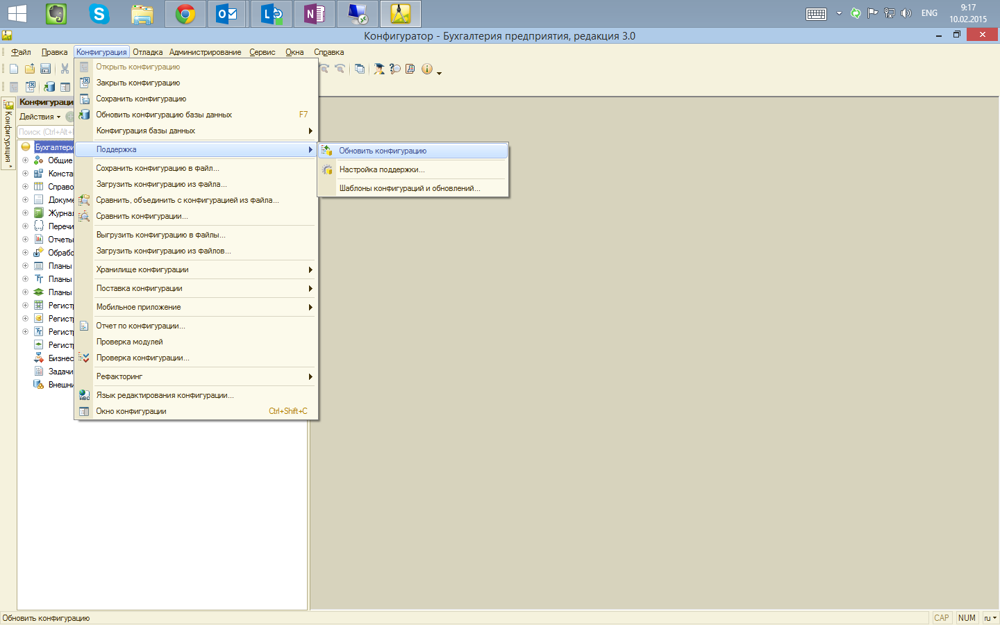 9:17
ENG
10.02.2015
Конфигуратор - Бухгалтерия предприятия, редакция 3.0
Файл Правка Конфигурация Отладка Администрирование Сервис Окна Справка
Открыть конфигурацию
Закрыть конфигурацию
Сохранить конфигурацию
Обновить конфигурацию базы данных F7
Конфигурация базы данных
Поддержка
Сохранить конфигурацию в файл...
Загрузить конфигурацию из файла...
Сравнить, объединить с конфигурацией из файла...
Сравнить конфигурации...
Выгрузить конфигурацию в файлы...
Загрузить конфигурацию из файлов...
Хранилище конфигурации
Поставка конфигурации
Мобильное приложение
Отчет по конфигурации...
Проверка модулей
Проверка конфигурации...
Рефакторинг
Язык редактирования конфигурации...
Окно конфигурации Ctrl+Shift+C
Обновить конфигурацию
Настройка поддержки...
Шаблоны конфигураций и обновлений...
Конфигурация
Конфигураци
Действия
Поиск (Ctrl+Alt+
Бухгалтери
Общие
Конста
Справо
Докуме
Журнал
Перечи
Отчеты
Обрабо
Планы
Планы
Планы
Регистр
Регистр
Регистр
Регистр
Бизнес
Задачи
Внешни
Обновить конфигурацию
CAP NUM ru